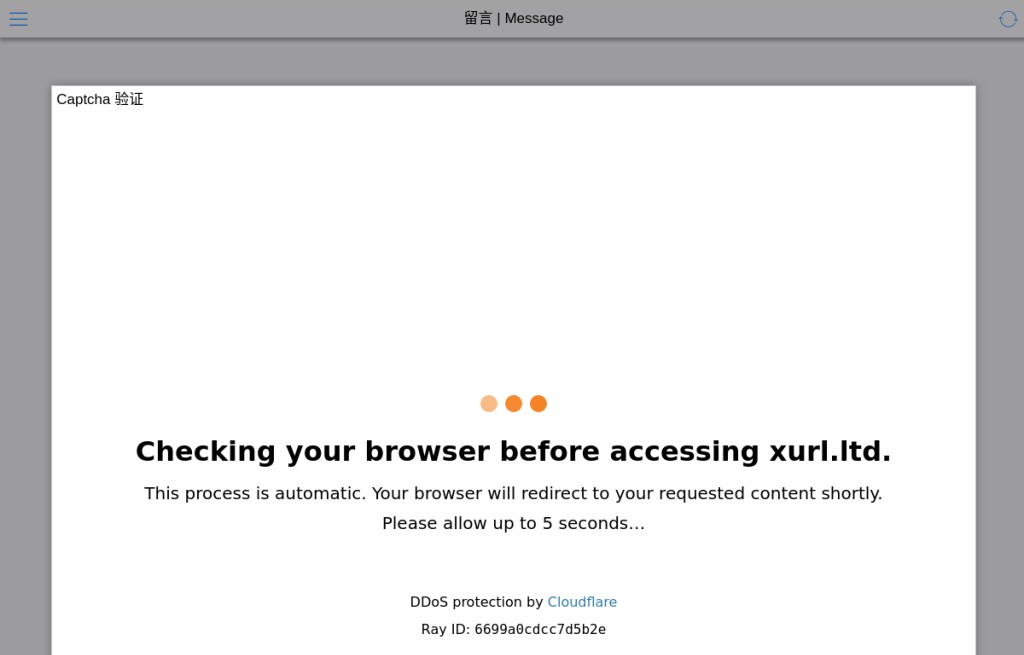 留言 | Message
Captcha 验证
Checking your browser before accessing xurl.ltd.
This process is automatic. Your browser will redirect to your requested content shortly.
Please allow up to 5 seconds...
DDoS protection by Cloudflare
Ray ID: 6699a0cdcc7d5b2e